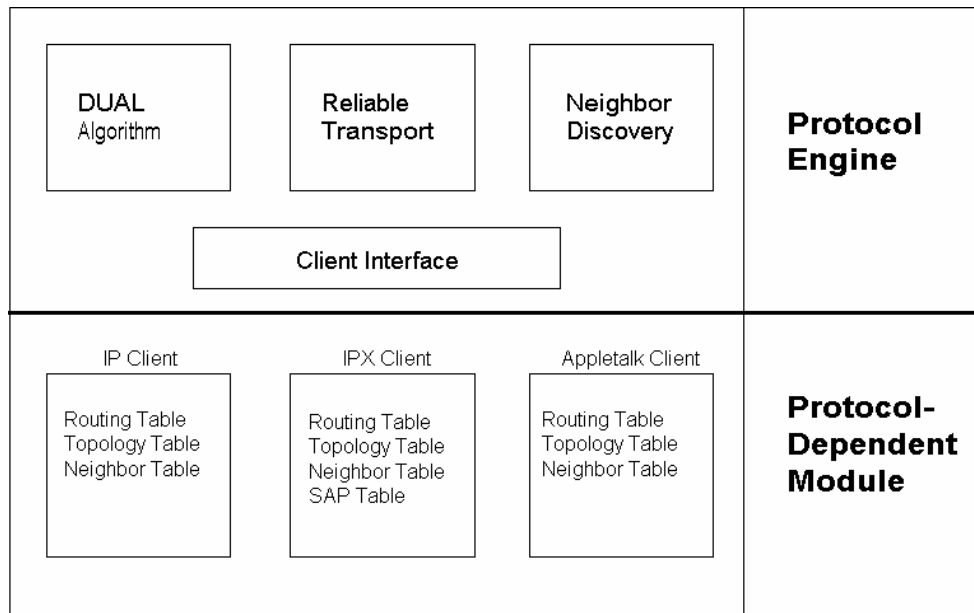 DUAL
Algorithm
Reliable
Transport
Neighbor
Discovery
Protocol
Engine
Client Interface
IP Client
Routing Table
Topology Table
Neighbor Table
IPX Client
Routing Table
Topology Table
Neighbor Table
SAP Table
Appletalk Client
Routing Table
Topology Table
Neighbor Table
Protocol-
Dependent
Module